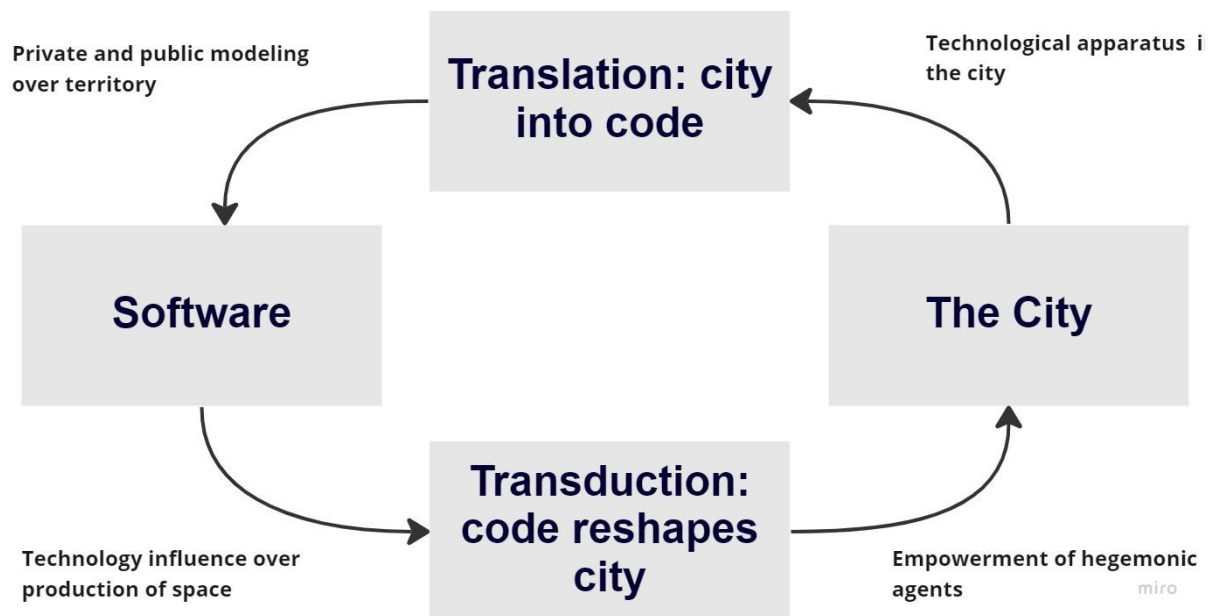 Private and public modeling
over territory
Translation: city
into code
Technological apparatus i
the city
Software
The City
Transduction:
code reshapes
city
Technology influence over
production of space
Empowerment of hegemonic
agents
miro